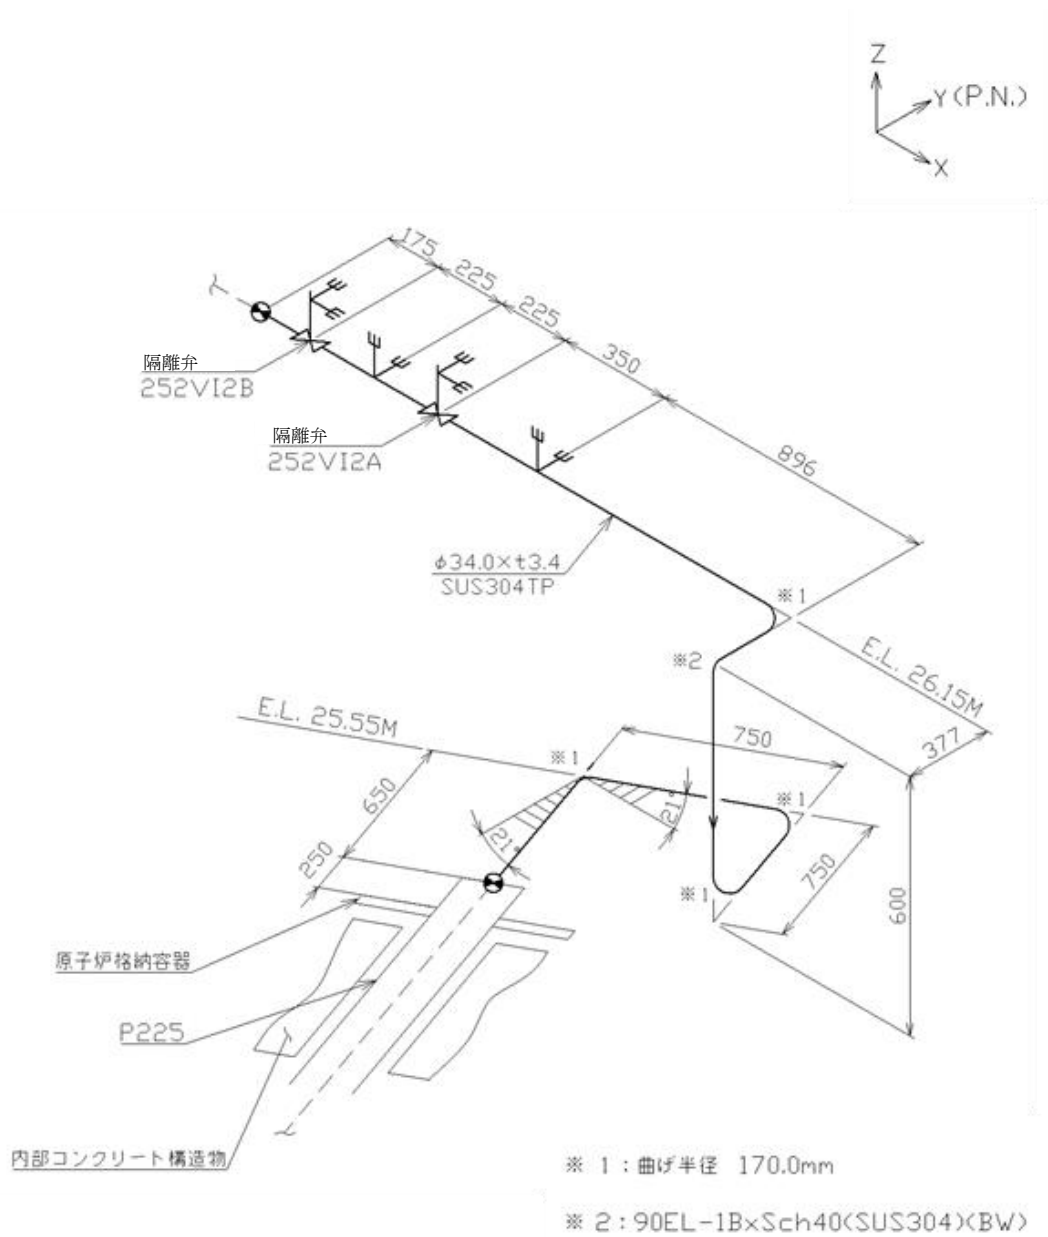 Z
Y(P.N.)
X
175
225
225
350
896
隔離弁
252VI2B
隔離弁
252VI2A
φ34.0×t3.4
SUS304TP
※1
※2
E.L. 26.15M
377
E.L. 25.55M
750
※1
650
21°
21°
※1
250
750
※1
600
原子炉格納容器
P225
内部コンクリート構造物
※ 1：曲げ半径 170.0mm
※ 2：90EL-1B×Sch40(SUS304)(BW)